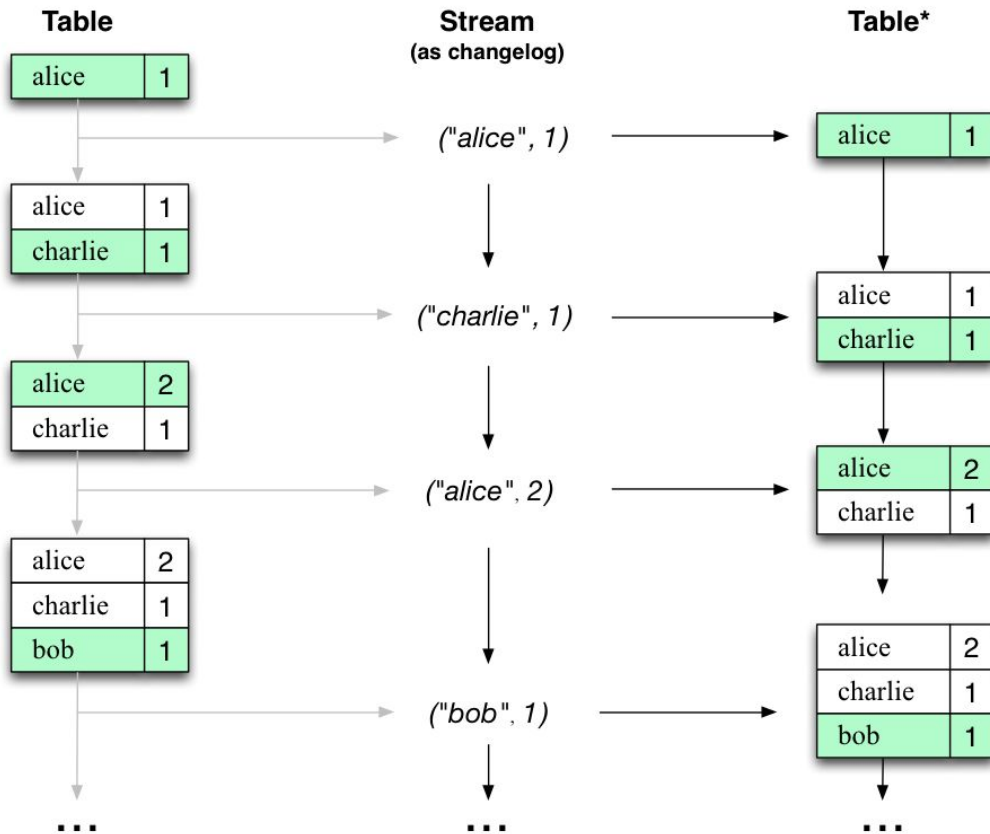 Table
Stream
Table*
(as changelog)
alice 1
("alice", 1)
alice 1
alice 1
charlie 1
("charlie", 1)
alice 1
charlie 1
alice 2
charlie 1
("alice", 2)
alice 2
charlie 1
alice 2
charlie 1
bob 1
("bob", 1)
alice 2
charlie 1
bob 1
... ... ...